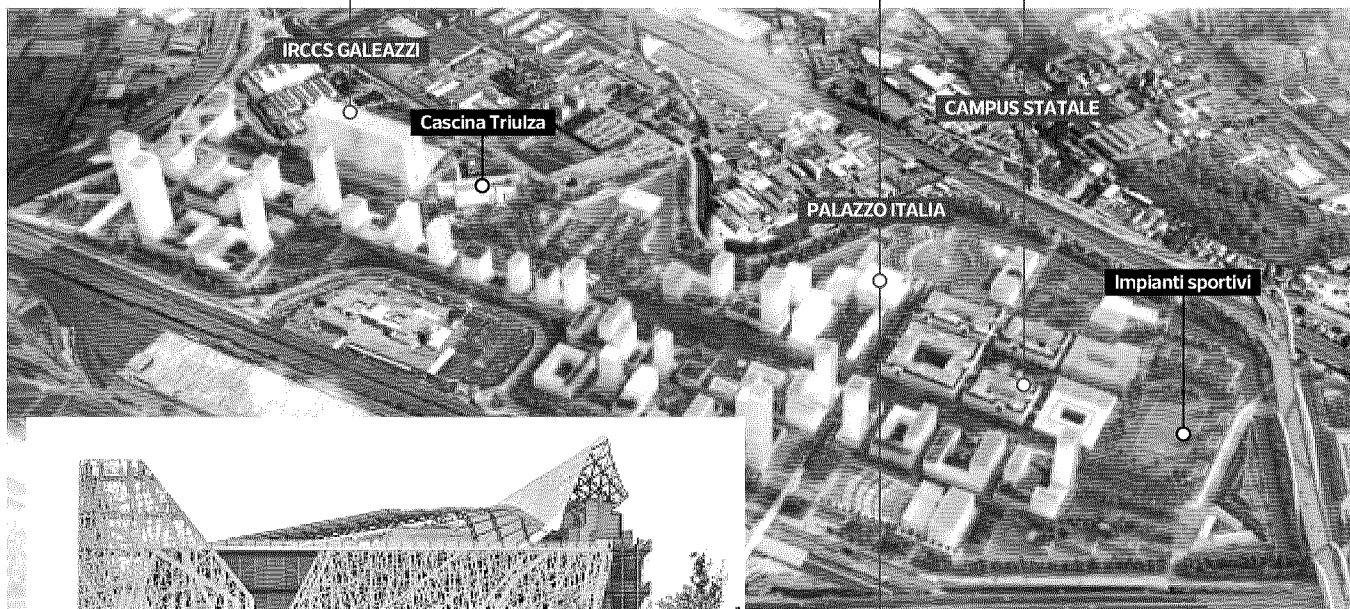 IRCCS GALEAZZI
Cascina Triulza
CAMPUS STATALE
PALAZZO ITALIA
Impianti sportivi